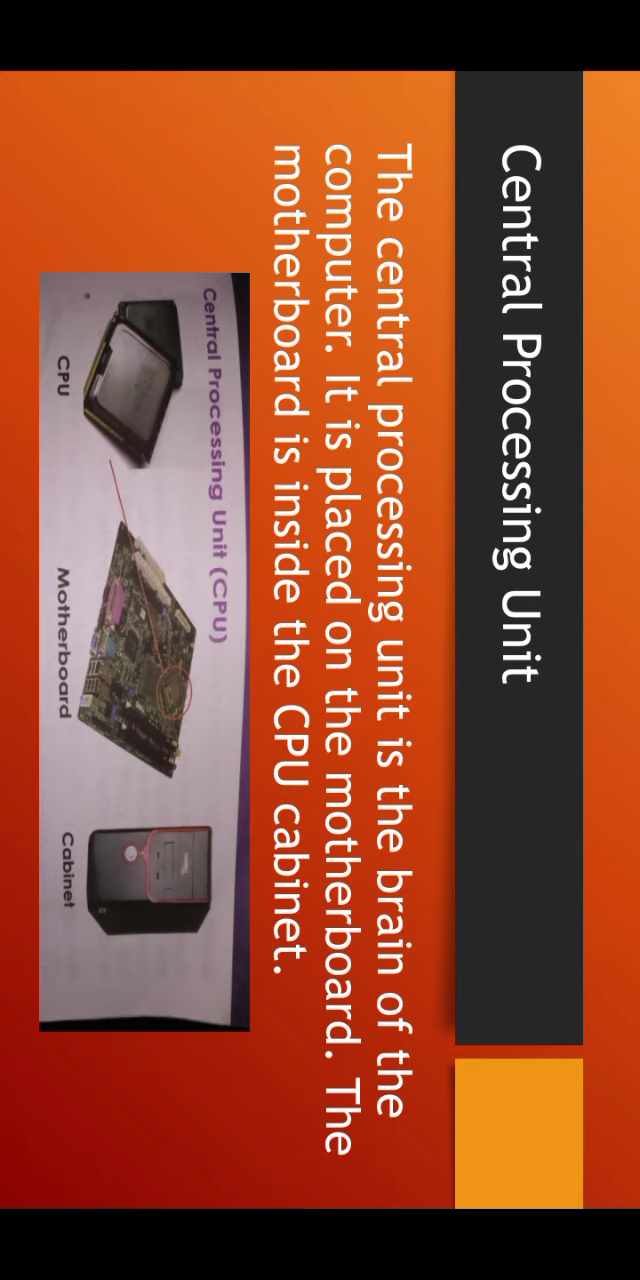 Central Processing Unit
The central processing unit is the brain of the
computer. It is placed on the motherboard. The
motherboard is inside the CPU cabinet.
Central Processing Unit (CPU)
CPU
Motherboard
Cabinet